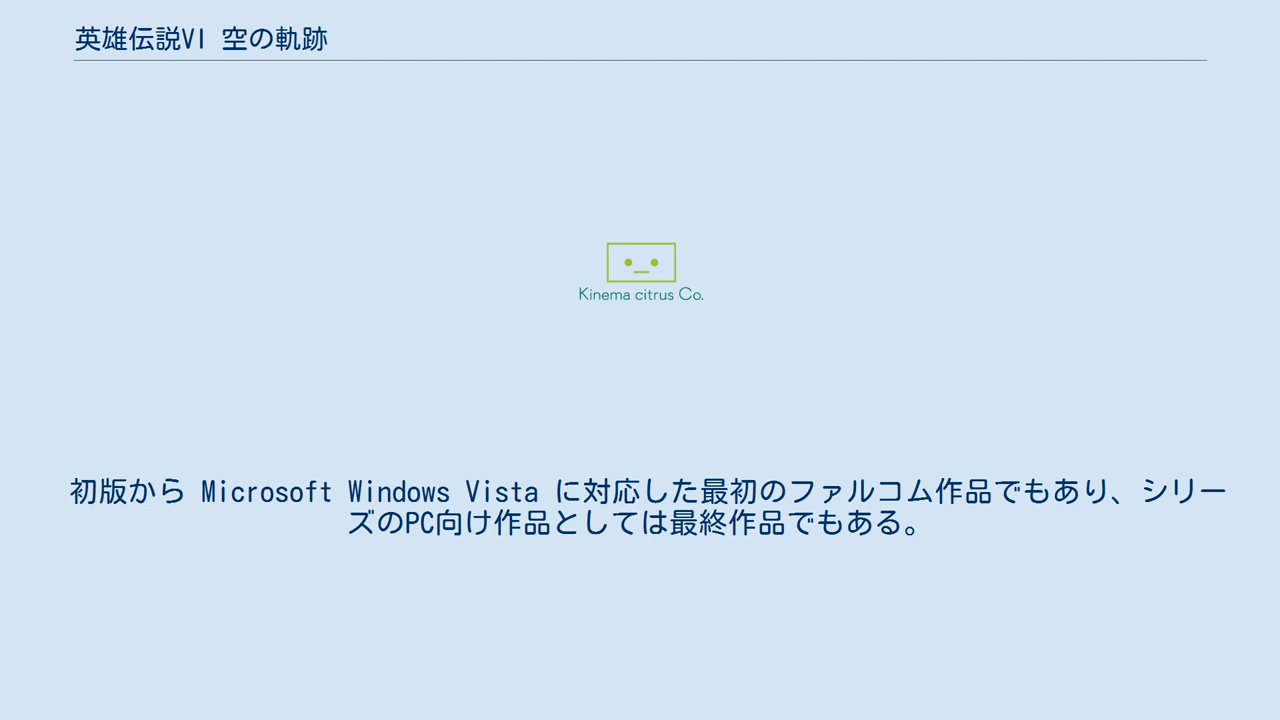 英雄伝説VI 空の軌跡
Kinema citrus Co.
初版から Microsoft Windows Vista に対応した最初のファルコム作品でもあり、シリー
ズのPC向け作品としては最終作品でもある。